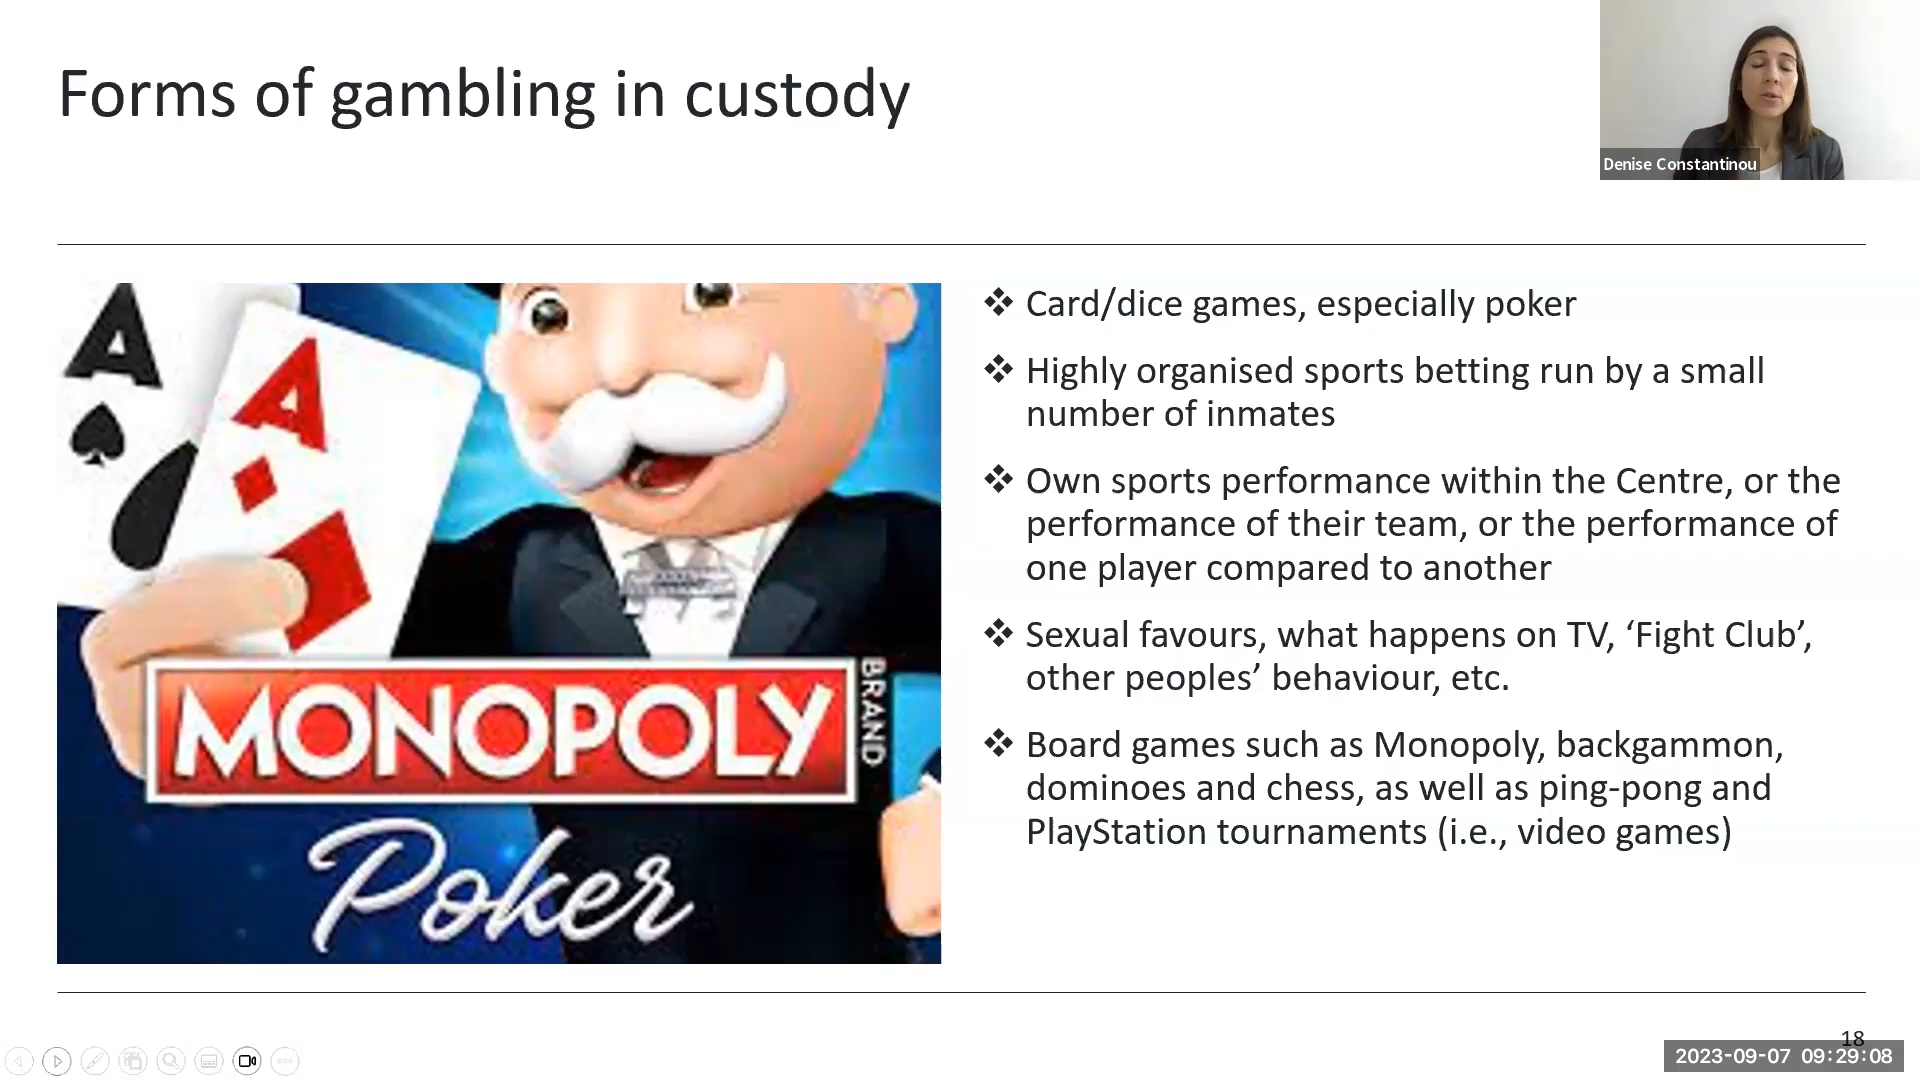 Forms of gambling in custody
Denise Constantinou
A
A
MONOPOLY
BRAND
Poker
❖ Card/dice games, especially poker
❖ Highly organised sports betting run by a small
number of inmates
❖ Own sports performance within the Centre, or the
performance of their team, or the performance of
one player compared to another
❖ Sexual favours, what happens on TV, ‘Fight Club’,
other peoples’ behaviour, etc.
❖ Board games such as Monopoly, backgammon,
dominoes and chess, as well as ping-pong and
PlayStation tournaments (i.e., video games)
18
2023-09-07 09:29:08